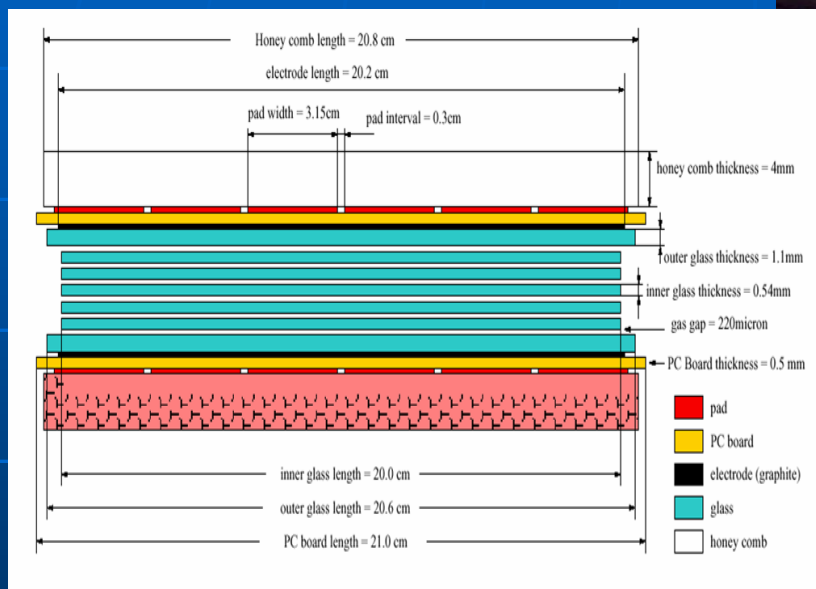 Honey comb length = 20.8 cm
electrode length = 20.2 cm
pad width = 3.15cm
pad interval = 0.3cm
honey comb thickness = 4mm
outer glass thickness = 1.1mm
inner glass thickness = 0.54mm
gas gap = 220micron
PC Board thickness = 0.5 mm
pad
PC board
inner glass length = 20.0 cm
electrode (graphite)
outer glass length = 20.6 cm
glass
PC board length = 21.0 cm
honey comb